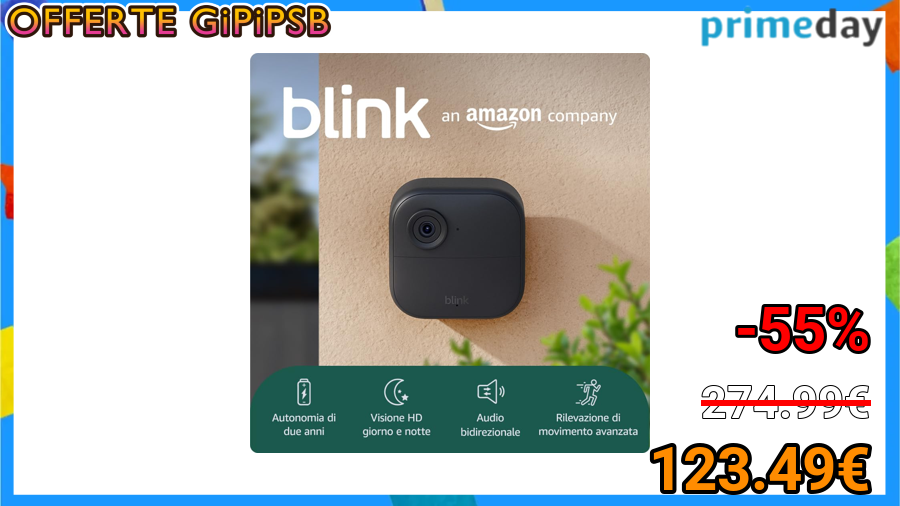 OFFERTE GiPiPSB
primeday
blink an amazon company
blink
Autonomia di
due anni
Visione HD
giorno e notte
Audio
bidirezionale
Rilevazione di
movimento avanzata
-55%
274.99€
123.49€